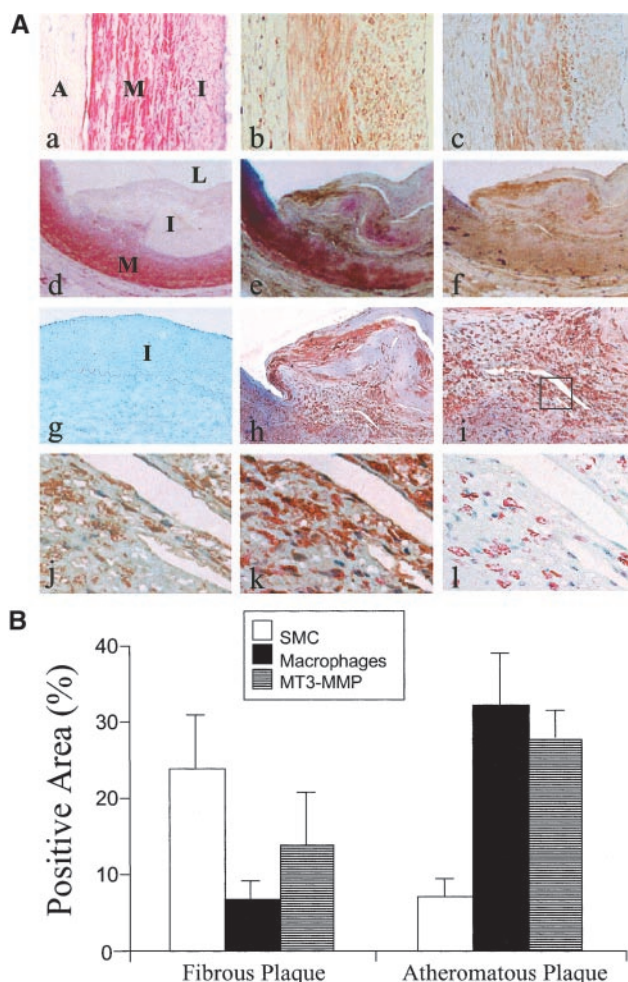 A
A M I
a b c
L
I
M
d e f
I
g h i
j k l
B
SMC
Macrophages
MT3-MMP
Positive Area (%)
40
30
20
10
0
Fibrous Plaque Atheromatous Plaque